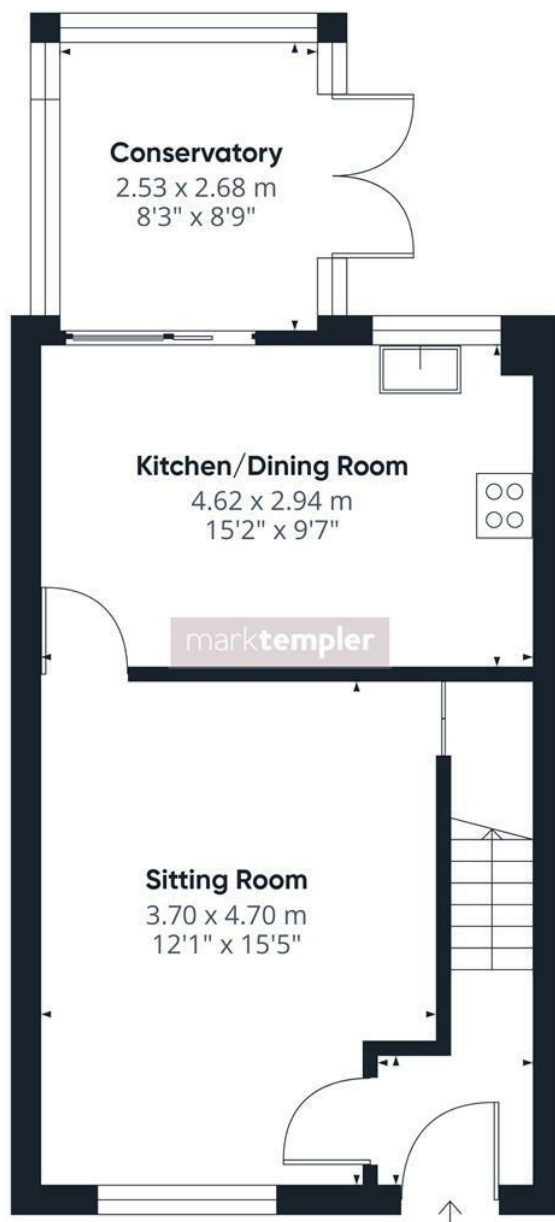 Conservatory
2.53 x 2.68 m
8'3" x 8'9"
Kitchen/Dining Room
4.62 x 2.94 m
15'2" x 9'7"
marktempler
Sitting Room
3.70 x 4.70 m
12'1" x 15'5"